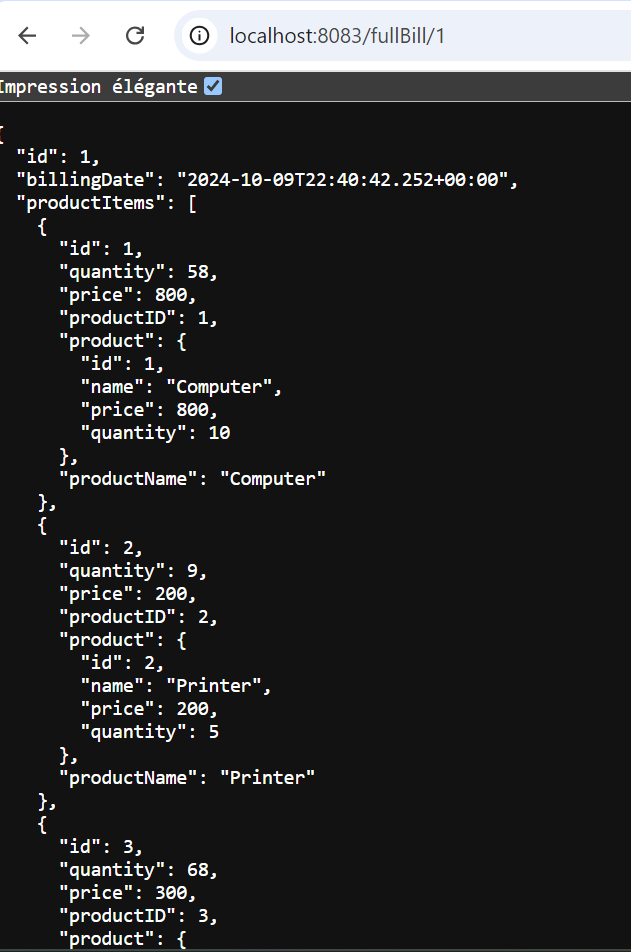 localhost:8083/fullBill/1
Impression élégante
{
  "id": 1,
  "billingDate": "2024-10-09T22:40:42.252+00:00",
  "productItems": [
    {
      "id": 1,
      "quantity": 58,
      "price": 800,
      "productID": 1,
      "product": {
        "id": 1,
        "name": "Computer",
        "price": 800,
        "quantity": 10
      },
      "productName": "Computer"
    },
    {
      "id": 2,
      "quantity": 9,
      "price": 200,
      "productID": 2,
      "product": {
        "id": 2,
        "name": "Printer",
        "price": 200,
        "quantity": 5
      },
      "productName": "Printer"
    },
    {
      "id": 3,
      "quantity": 68,
      "price": 300,
      "productID": 3,
      "product": {